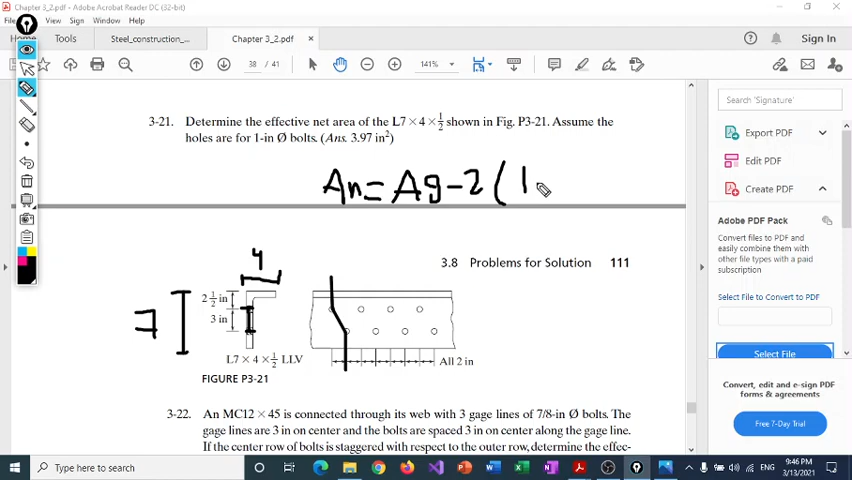 Chapter 3_2.pdf - Adobe Acrobat Reader DC (32-bit)
View Sign Window Help
Tools Steel_construction_... Chapter 3_2.pdf × Sign In
38 / 41 141%
3-21. Determine the effective net area of the L7 × 4 × 1/2 shown in Fig. P3-21. Assume the
holes are for 1-in Ø bolts. (Ans. 3.97 in²)
An = Ag - 2 ( 1
3.8 Problems for Solution 111
4
7
2 1/2 in
3 in
L7 × 4 × 1/2 LLV
All 2 in
FIGURE P3-21
3-22. An MC12 × 45 is connected through its web with 3 gage lines of 7/8-in Ø bolts. The
gage lines are 3 in on center and the bolts are spaced 3 in on center along the gage line.
If the center row of bolts is staggered with respect to the outer row, determine the effec-
Search 'Signature'
Export PDF
Edit PDF
Create PDF
Adobe PDF Pack
Convert files to PDF and
easily combine them with
other file types with a paid
subscription
Select File to Convert to PDF
Select File
Convert, edit and e-sign PDF
forms & agreements
Free 7-Day Trial
Type here to search
ENG
9:46 PM
3/13/2021